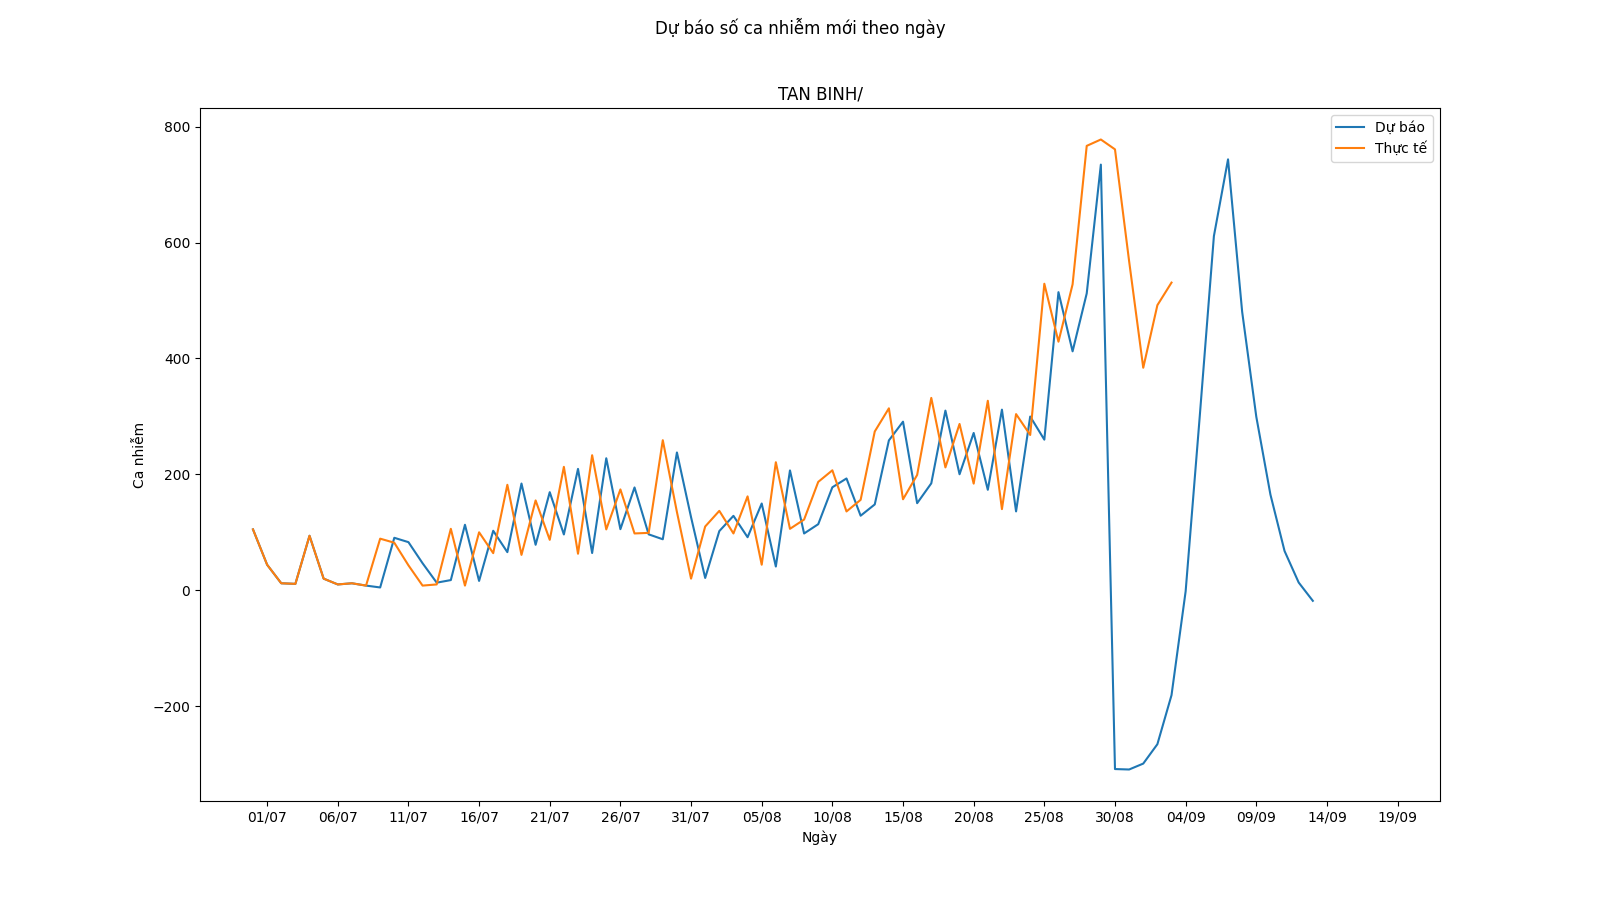 Dự báo số ca nhiễm mới theo ngày
TAN BINH/
Dự báo
Thực tế
800
600
400
200
0
−200
Ca nhiễm
01/07 06/07 11/07 16/07 21/07 26/07 31/07 05/08 10/08 15/08 20/08 25/08 30/08 04/09 09/09 14/09 19/09
Ngày